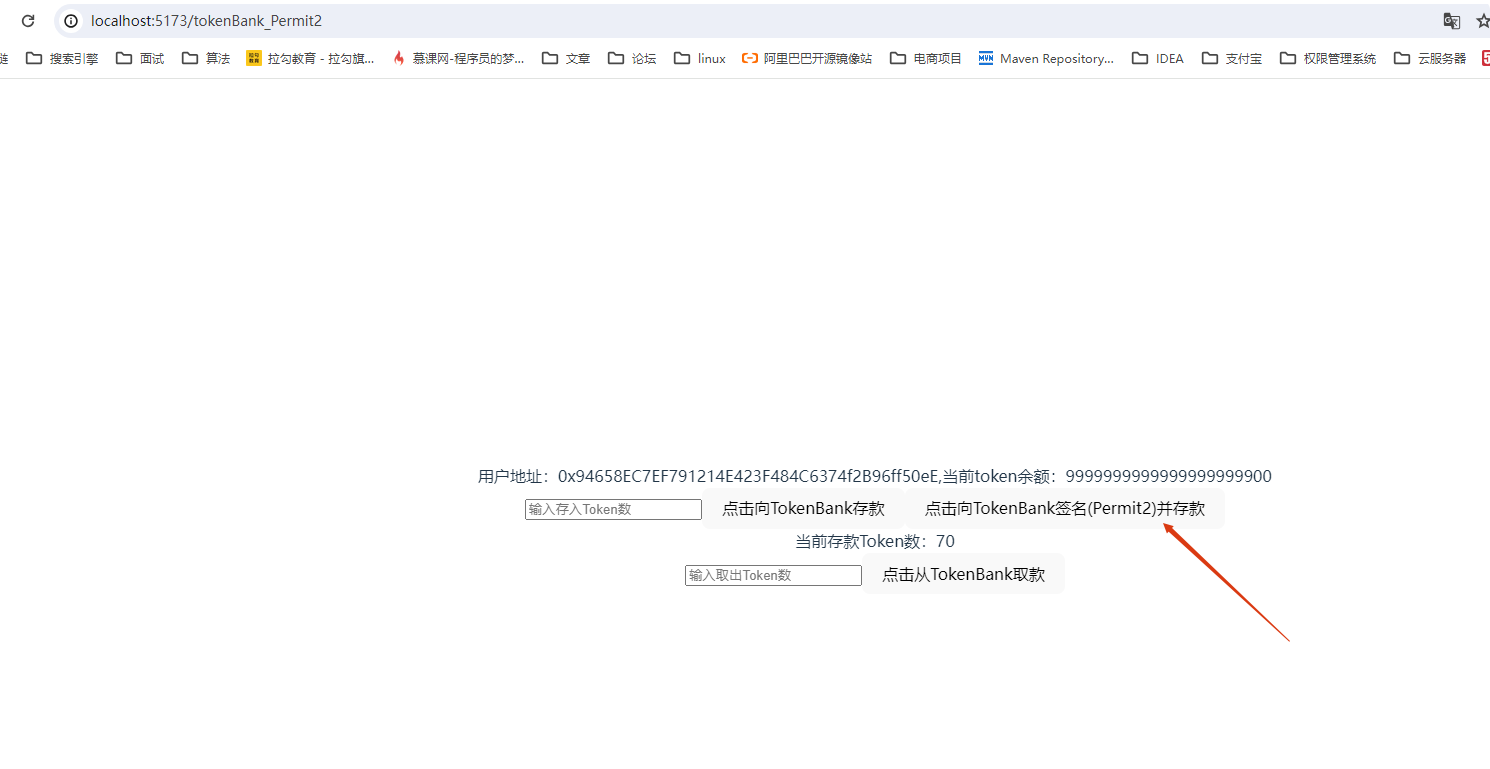 localhost:5173/tokenBank_Permit2
链 搜索引擎 面试 算法 拉勾教育 - 拉勾旗... 慕课网-程序员的梦... 文章 论坛 linux 阿里巴巴开源镜像站 电商项目 Maven Repository... IDEA 支付宝 权限管理系统 云服务器
用户地址：0x94658EC7EF791214E423F484C6374f2B96ff50eE,当前token余额：9999999999999999999900
输入存入Token数 点击向TokenBank存款 点击向TokenBank签名(Permit2)并存款
当前存款Token数：70
输入取出Token数 点击从TokenBank取款